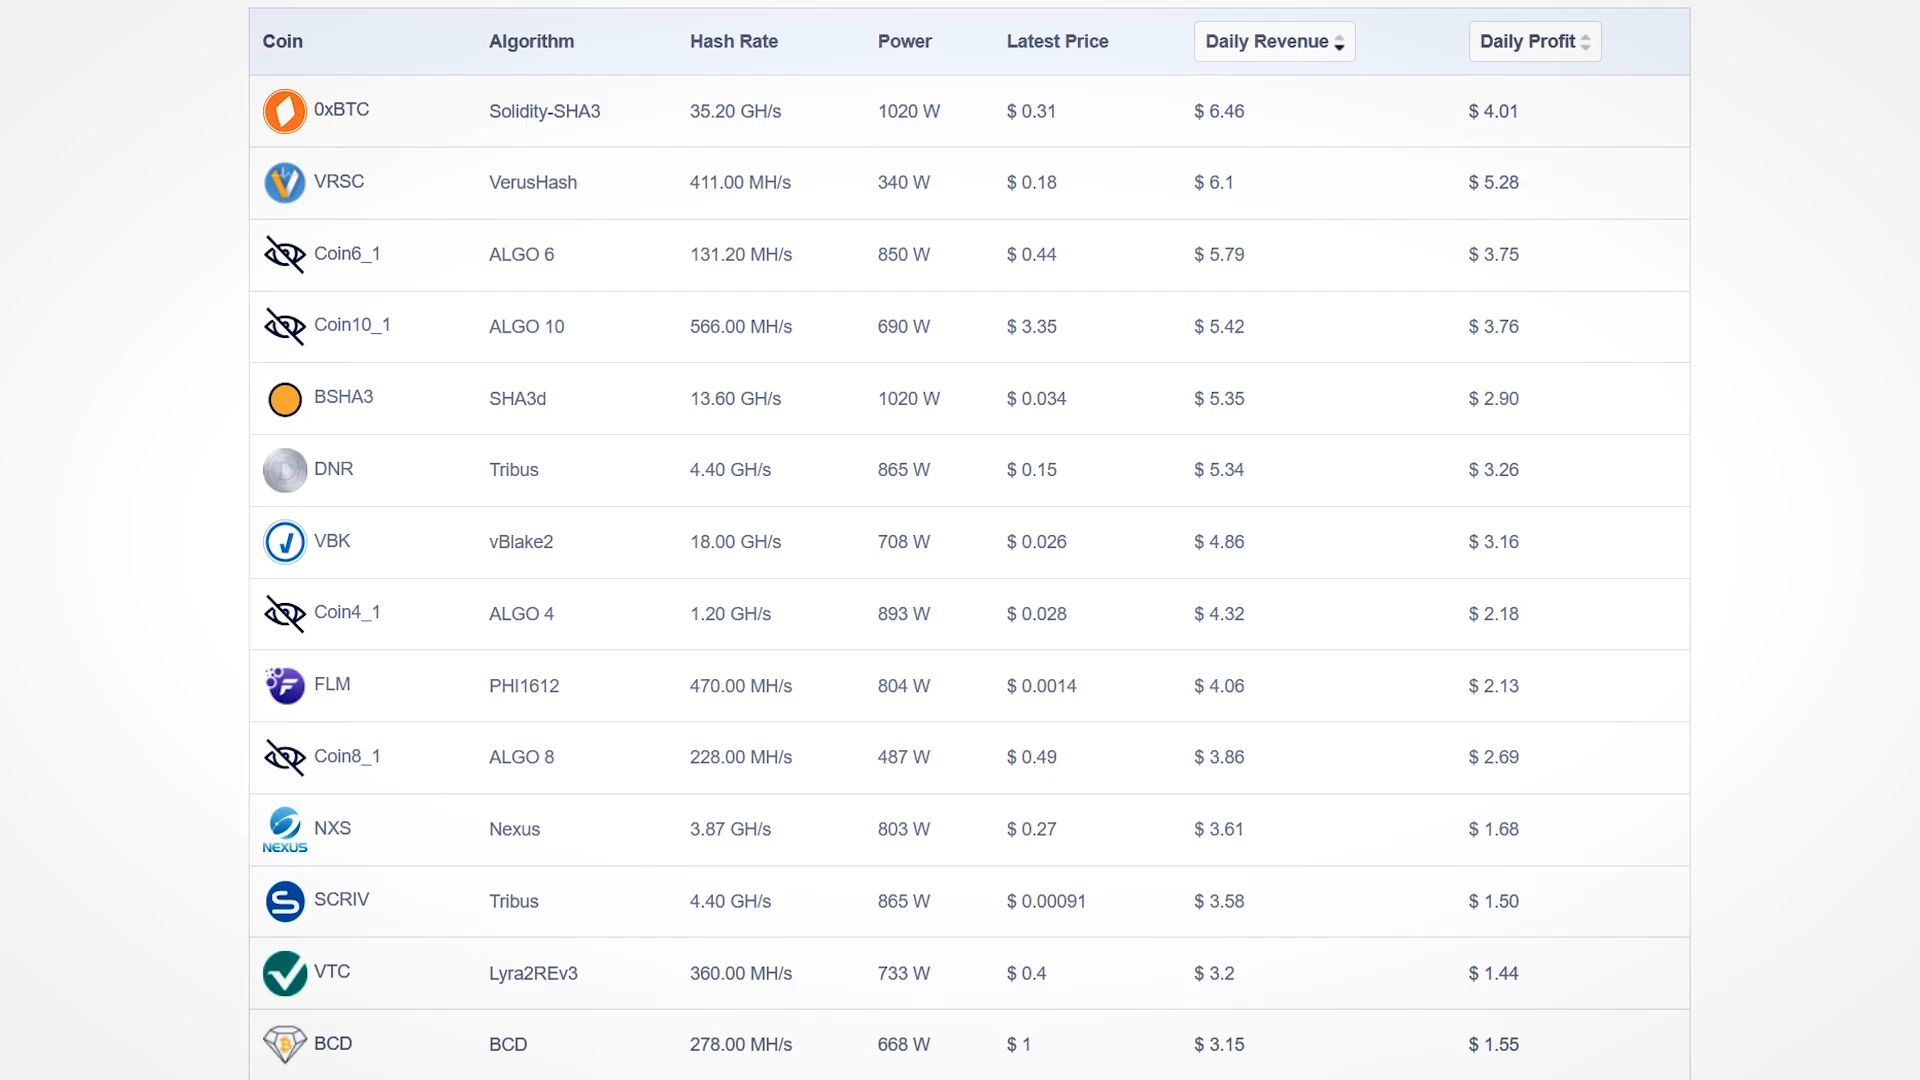 Coin Algorithm Hash Rate Power Latest Price Daily Revenue Daily Profit
0xBTC Solidity-SHA3 35.20 GH/s 1020 W $ 0.31 $ 6.46 $ 4.01
VRSC VerusHash 411.00 MH/s 340 W $ 0.18 $ 6.1 $ 5.28
Coin6_1 ALGO 6 131.20 MH/s 850 W $ 0.44 $ 5.79 $ 3.75
Coin10_1 ALGO 10 566.00 MH/s 690 W $ 3.35 $ 5.42 $ 3.76
BSHA3 SHA3d 13.60 GH/s 1020 W $ 0.034 $ 5.35 $ 2.90
DNR Tribus 4.40 GH/s 865 W $ 0.15 $ 5.34 $ 3.26
VBK vBlake2 18.00 GH/s 708 W $ 0.026 $ 4.86 $ 3.16
Coin4_1 ALGO 4 1.20 GH/s 893 W $ 0.028 $ 4.32 $ 2.18
FLM PHI1612 470.00 MH/s 804 W $ 0.0014 $ 4.06 $ 2.13
Coin8_1 ALGO 8 228.00 MH/s 487 W $ 0.49 $ 3.86 $ 2.69
NEXUS NXS Nexus 3.87 GH/s 803 W $ 0.27 $ 3.61 $ 1.68
SCRIV Tribus 4.40 GH/s 865 W $ 0.00091 $ 3.58 $ 1.50
VTC Lyra2REv3 360.00 MH/s 733 W $ 0.4 $ 3.2 $ 1.44
BCD BCD 278.00 MH/s 668 W $ 1 $ 3.15 $ 1.55